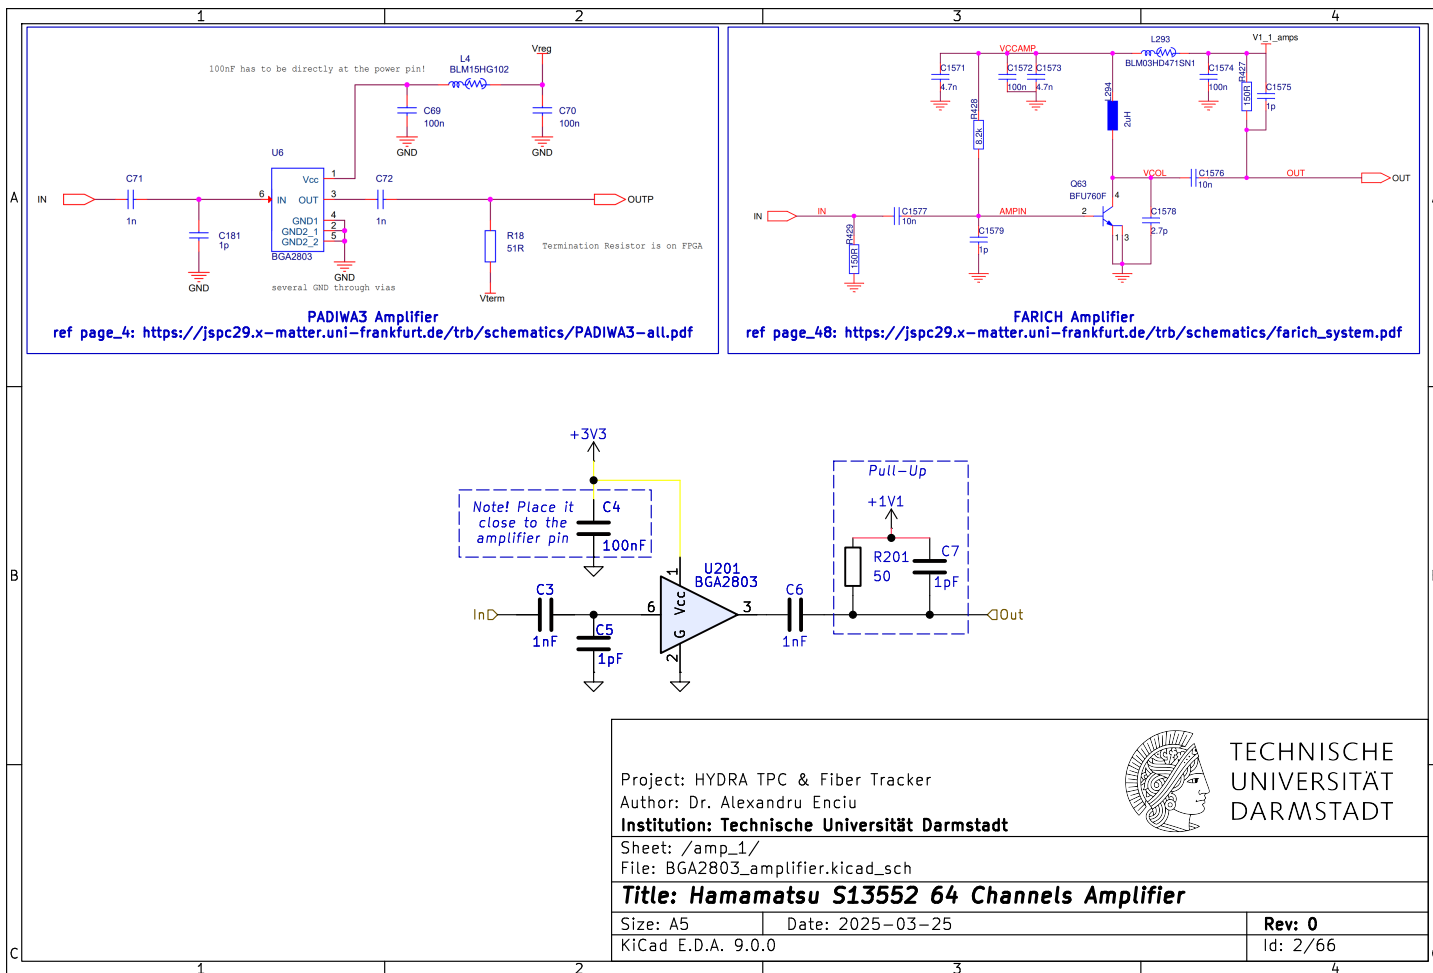 1
2
3
4
A
B
C
Vreg
L4
BLM15HG102
100nF has to be directly at the power pin!
C69
100n
GND
C70
100n
GND
U6
Vcc
1
IN
C71
1n
6
IN
OUT
3
C72
1n
OUTP
GND1
4
GND2_1
2
GND2_2
5
BGA2803
C181
1p
GND
GND
several GND through vias
R18
51R
Vterm
Termination Resistor is on FPGA
PADIWA3 Amplifier
ref page_4: https://jspc29.x-matter.uni-frankfurt.de/trb/schematics/PADIWA3-all.pdf
VCCAMP
L293
BLM03HD471SN1
V1_1_amps
C1571
4.7n
C1572
100n
C1573
4.7n
C1574
100n
R427
150R
C1575
1p
R428
8.2k
L294
2uH
VCOL
C1576
10n
OUT
OUT
Q63
BFU760F
4
2
1
3
C1578
2.7p
IN
IN
C1577
10n
AMPIN
R429
150R
C1579
1p
FARICH Amplifier
ref page_48: https://jspc29.x-matter.uni-frankfurt.de/trb/schematics/farich_system.pdf
+3V3
Note! Place it
close to the
amplifier pin
C4
100nF
Pull-Up
+1V1
R201
50
C7
1pF
U201
BGA2803
1
Vcc
In
C3
1nF
C5
1pF
6
3
G
2
C6
1nF
Out
Project: HYDRA TPC & Fiber Tracker
Author: Dr. Alexandru Enciu
Institution: Technische Universität Darmstadt
TECHNISCHE
UNIVERSITÄT
DARMSTADT
Sheet: /amp_1/
File: BGA2803_amplifier.kicad_sch
Title: Hamamatsu S13552 64 Channels Amplifier
Size: A5
Date: 2025-03-25
Rev: 0
KiCad E.D.A. 9.0.0
Id: 2/66
1
2
3
4